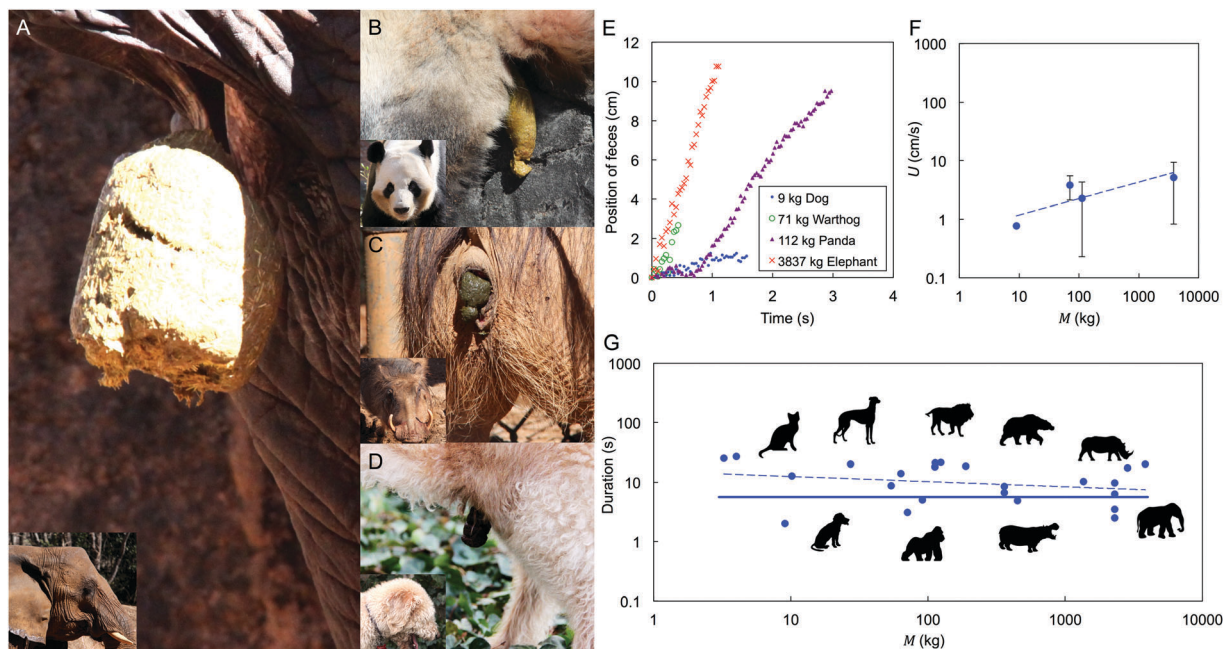 A
B
C
D
E
Position of feces (cm)
12
10
8
6
4
2
0
0
1
2
3
4
Time (s)
9 kg Dog
71 kg Warthog
112 kg Panda
3837 kg Elephant
F
U (cm/s)
1000
100
10
1
0.1
1
10
100
1000
10000
M (kg)
G
Duration (s)
1000
100
10
1
0.1
1
10
100
1000
10000
M (kg)